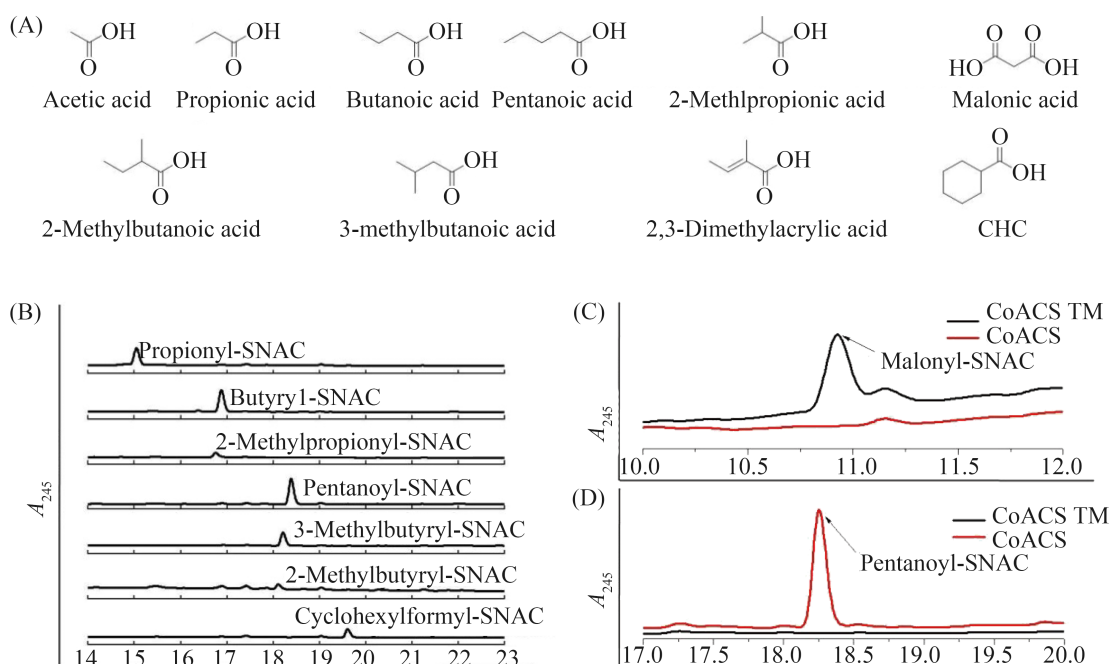 (A)
OH
O
OH
O
OH
O
OH
O
OH
O
O O
HO OH
Acetic acid Propionic acid Butanoic acid Pentanoic acid 2-Methlpropionic acid Malonic acid
OH
O
OH
O
OH
O
O
OH
2-Methylbutanoic acid 3-methylbutanoic acid 2,3-Dimethylacrylic acid CHC
(B)
A245
Propionyl-SNAC
Butyry1-SNAC
2-Methylpropionyl-SNAC
Pentanoyl-SNAC
3-Methylbutyryl-SNAC
2-Methylbutyryl-SNAC
Cyclohexylformyl-SNAC
14 15 16 17 18 19 20 21 22 23
(C)
CoACS TM
CoACS
Malonyl-SNAC
A245
10.0 10.5 11.0 11.5 12.0
(D)
CoACS TM
CoACS
Pentanoyl-SNAC
A245
17.0 17.5 18.0 18.5 19.0 19.5 20.0